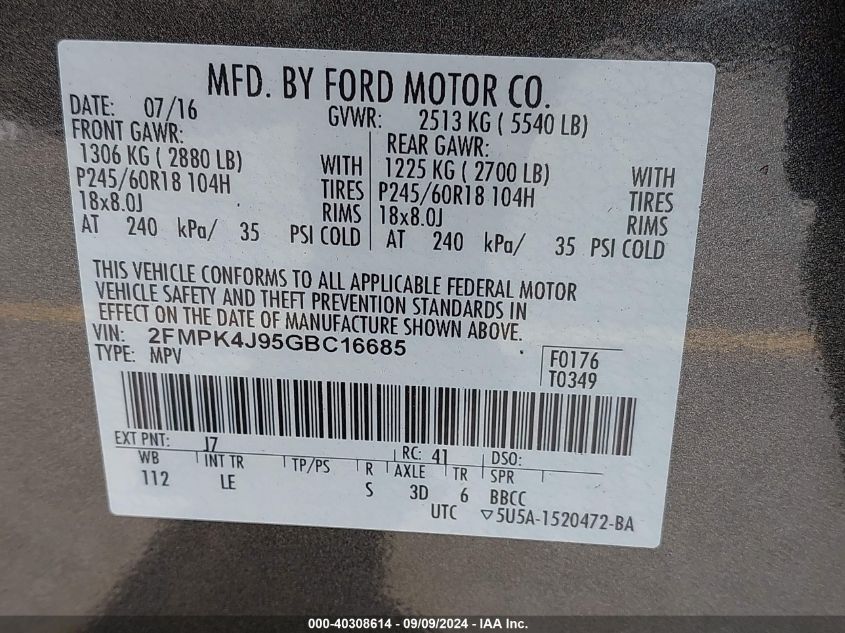 MFD. BY FORD MOTOR CO.
DATE: 07/16 GVWR: 2513 KG ( 5540 LB)
FRONT GAWR: REAR GAWR:
1306 KG ( 2880 LB) WITH 1225 KG ( 2700 LB) WITH
P245/60R18 104H TIRES P245/60R18 104H TIRES
18x8.0J RIMS 18x8.0J RIMS
AT 240 kPa/ 35 PSI COLD AT 240 kPa/ 35 PSI COLD
THIS VEHICLE CONFORMS TO ALL APPLICABLE FEDERAL MOTOR
VEHICLE SAFETY AND THEFT PREVENTION STANDARDS IN
EFFECT ON THE DATE OF MANUFACTURE SHOWN ABOVE.
VIN: 2FMPK4J95GBC16685
TYPE: MPV
F0176
T0349
EXT PNT: J7 RC: 41 DSO:
WB INT TR TP/PS R AXLE TR SPR
112 LE S 3D 6 BBCC
UTC ▽5U5A-1520472-BA
000-40308614 - 09/09/2024 - IAA Inc.